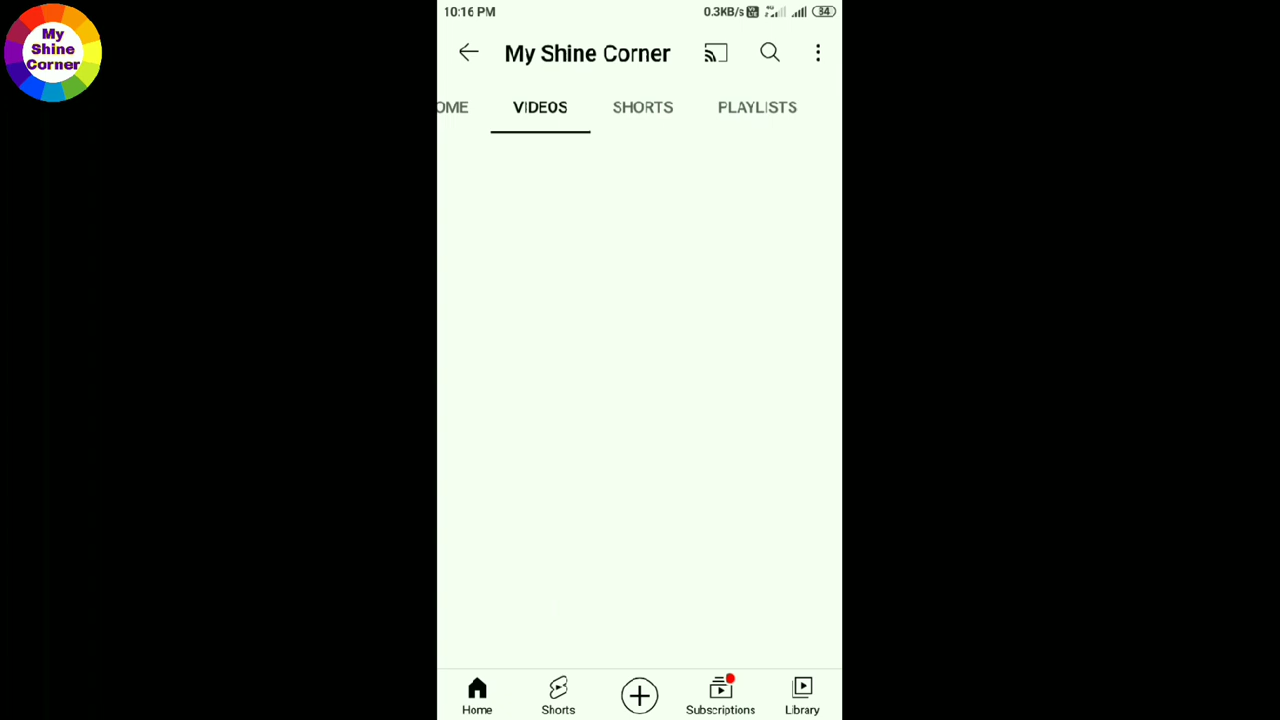 My
Shine
Corner
10:16 PM 0.3KB/s 84
My Shine Corner
OME VIDEOS SHORTS PLAYLISTS
Home Shorts Subscriptions Library